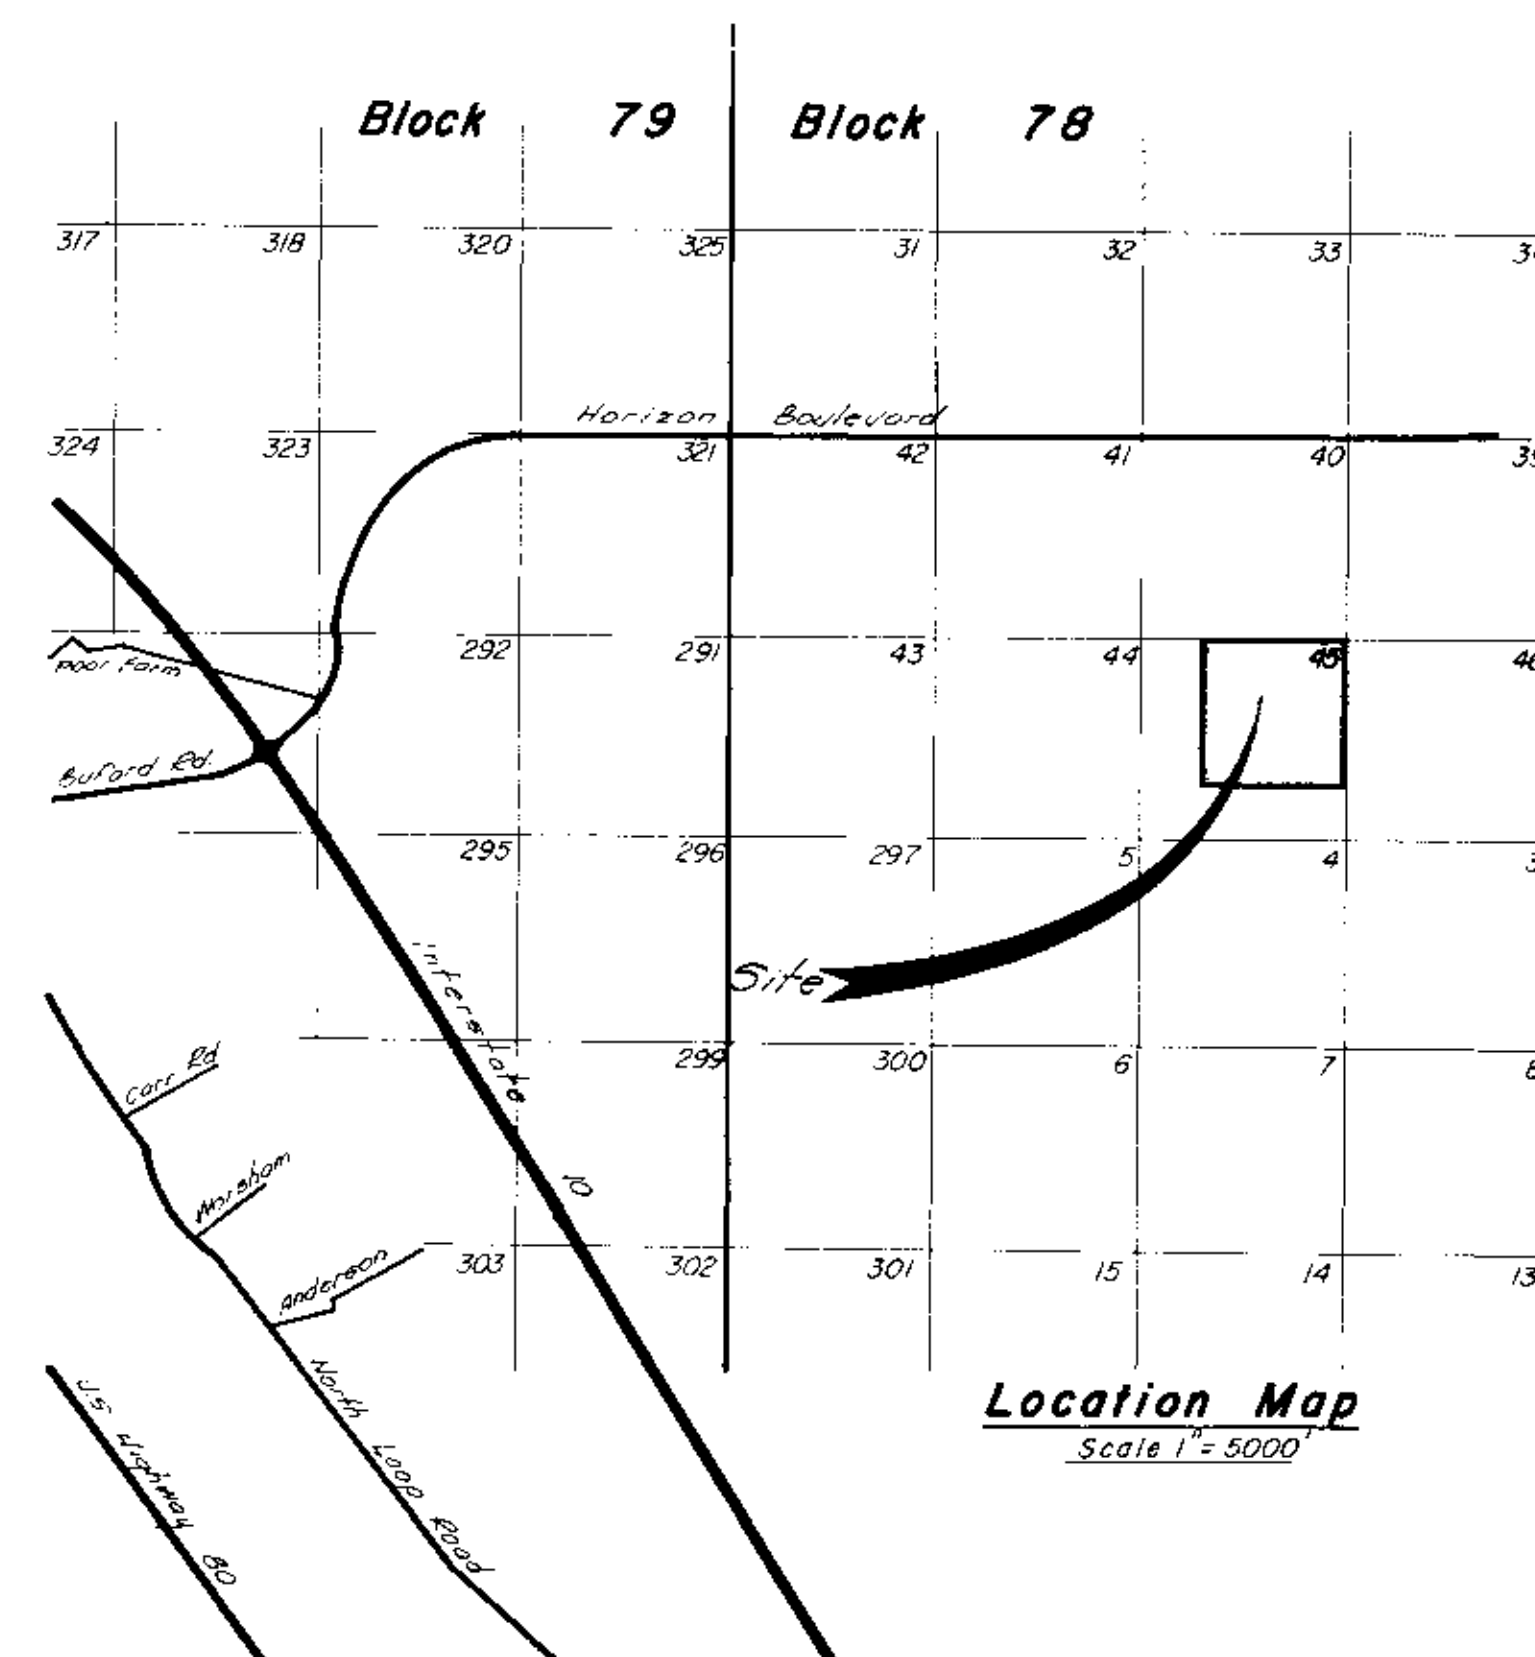 Block 79 Block 78
317 318 320 325 31 32 33
Horizon Boulevard
324 323 321 42 41 40
292 291 43 44 45
Poor Farm
Buford Rd.
295 296 297 5 4
Site
Interstate 10
299 300 6 7
Carr Rd
Worsham
303 302 301 15 14
Anderson
North Loop Road
U.S. Highway 80
Location Map
Scale 1" = 5000'